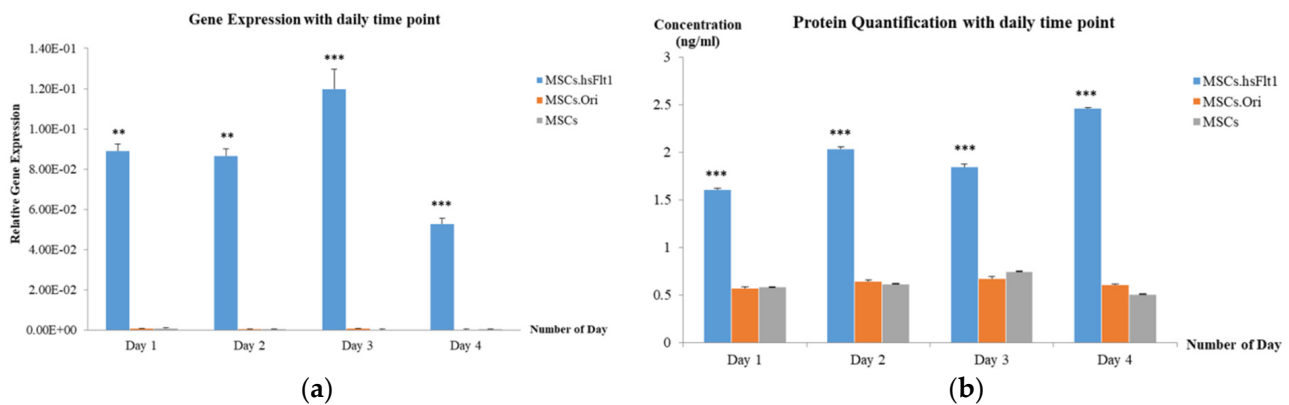 Gene Expression with daily time point
1.40E-01
1.20E-01
1.00E-01
8.00E-02
6.00E-02
4.00E-02
2.00E-02
0.00E+00
Relative Gene Expression
**
**
***
***
MSCs.hsFlt1
MSCs.Ori
MSCs
Day 1 Day 2 Day 3 Day 4
Number of Day
(a)
Protein Quantification with daily time point
Concentration
(ng/ml)
3
2.5
2
1.5
1
0.5
0
***
***
***
***
MSCs.hsFlt1
MSCs.Ori
MSCs
Day 1 Day 2 Day 3 Day 4
Number of Day
(b)